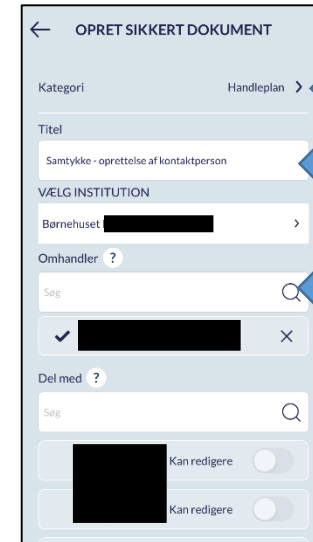 OPRET SIKKERT DOKUMENT
Kategori Handleplan
Titel
Samtykke - oprettelse af kontaktperson
VÆLG INSTITUTION
Børnehuset
Omhandler ?
Søg
Del med ?
Søg
Kan redigere
Kan redigere